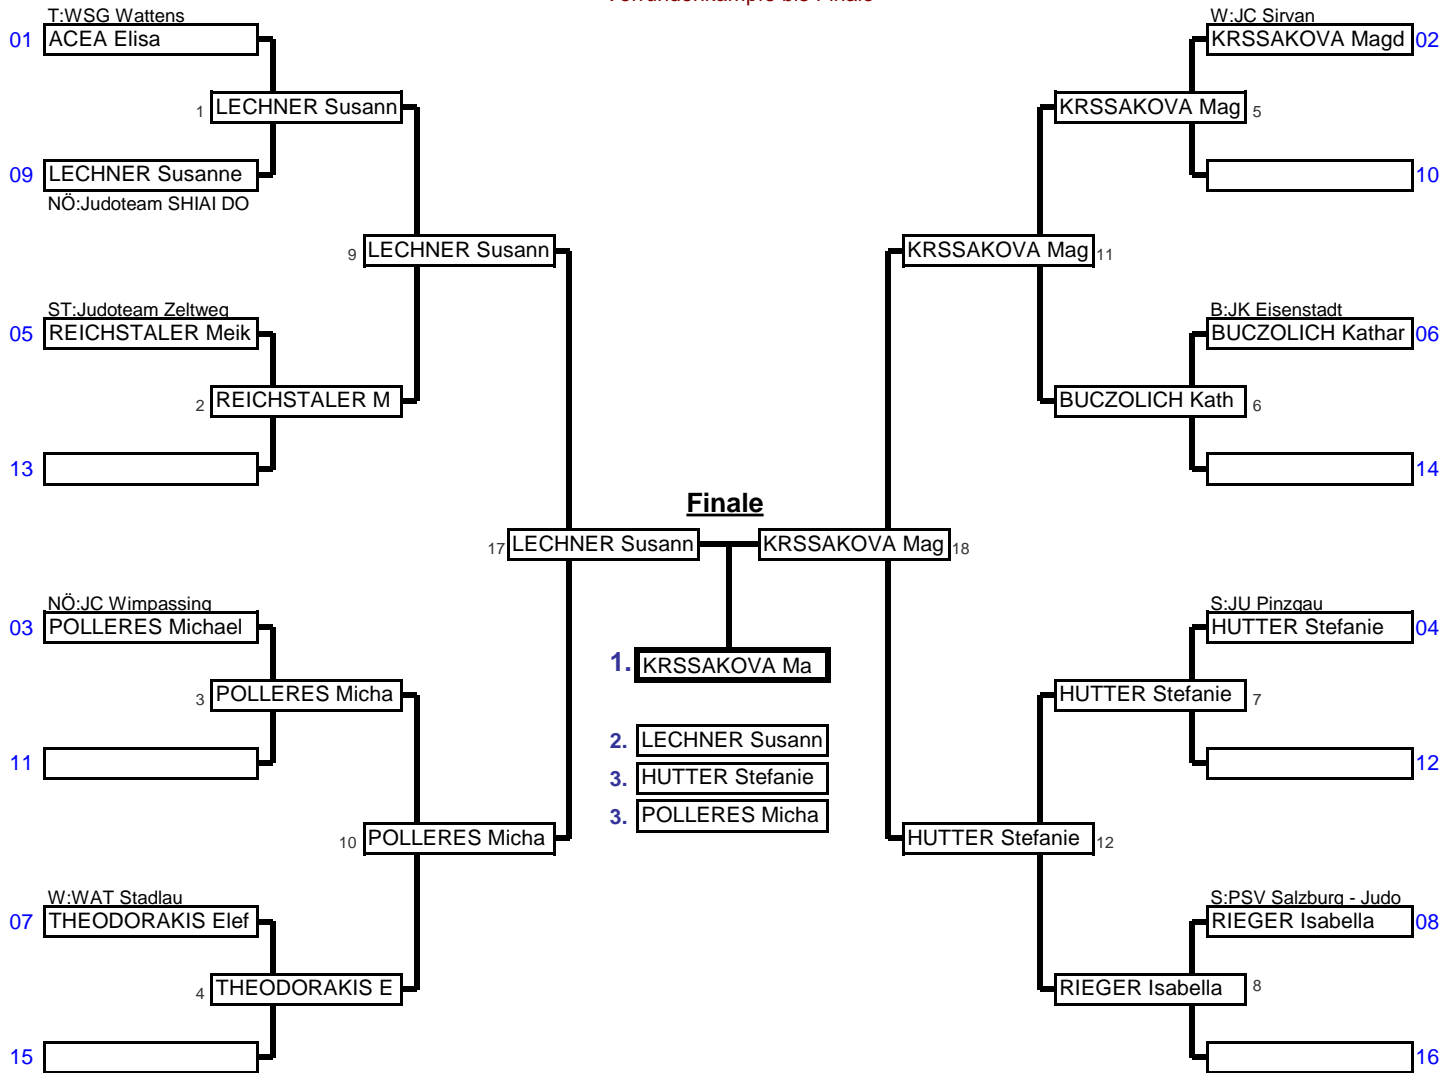 Vorrundenkämpfe bis Finale
T:WSG Wattens
01 ACEA Elisa
1 LECHNER Susann
09 LECHNER Susanne
NÖ:Judoteam SHIAI DO
9 LECHNER Susann
ST:Judoteam Zeltweg
05 REICHSTALER Meik
2 REICHSTALER M
13
17 LECHNER Susann
NÖ:JC Wimpassing
03 POLLERES Michael
3 POLLERES Micha
11
10 POLLERES Micha
W:WAT Stadlau
07 THEODORAKIS Elef
4 THEODORAKIS E
15
Finale
1. KRSSAKOVA Ma
2. LECHNER Susann
3. HUTTER Stefanie
3. POLLERES Micha
W:JC Sirvan
KRSSAKOVA Magd 02
KRSSAKOVA Mag 5
10
KRSSAKOVA Mag 11
B:JK Eisenstadt
BUCZOLICH Kathar 06
BUCZOLICH Kath 6
14
KRSSAKOVA Mag 18
S:JU Pinzgau
HUTTER Stefanie 04
HUTTER Stefanie 7
12
HUTTER Stefanie 12
S:PSV Salzburg - Judo
RIEGER Isabella 08
RIEGER Isabella 8
16